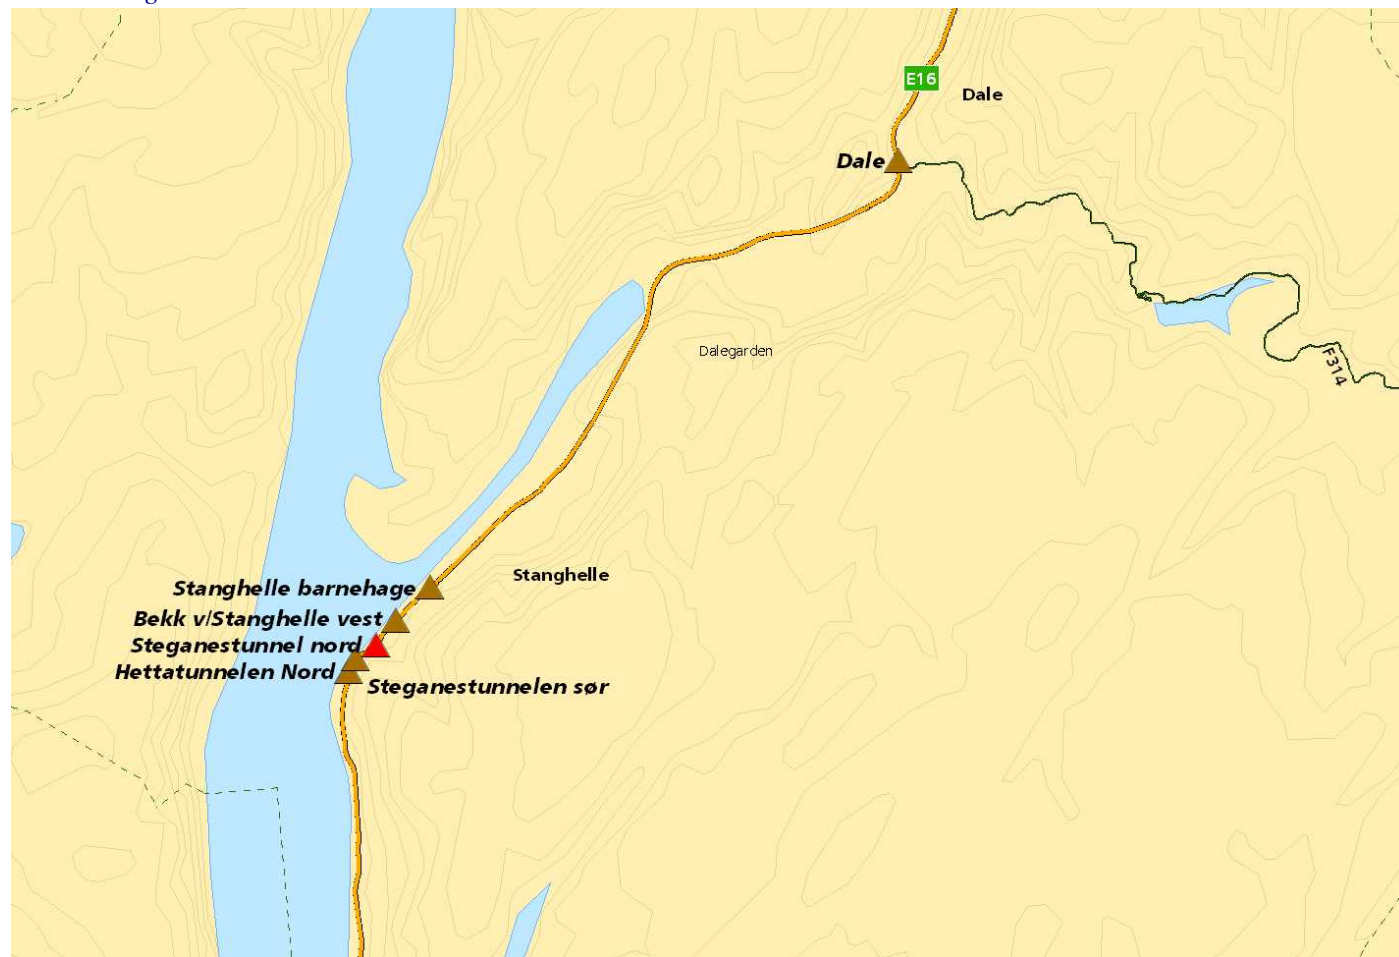 E16
Dale
Dale
Dalegarden
F314
Stanghelle
Stanghelle barnehage
Bekk v/Stanghelle vest
Steganestunnel nord
Hettatunnelen Nord
Steganestunnelen sør